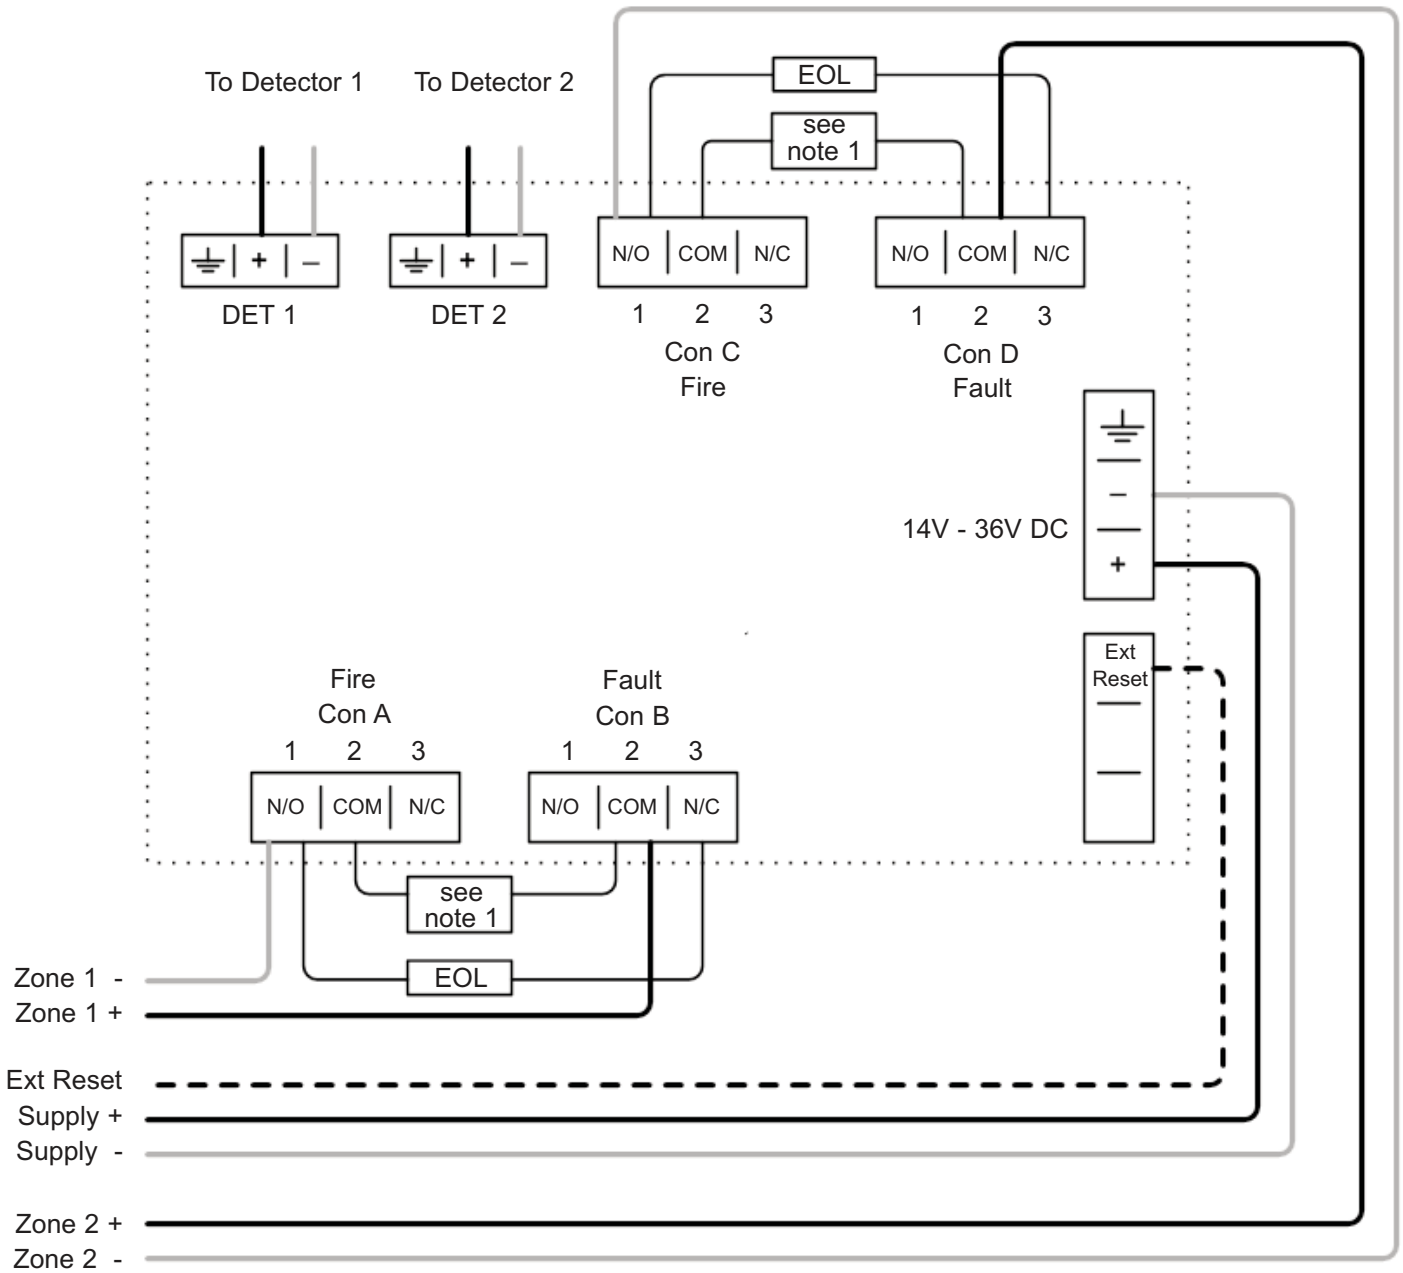 EOL
To Detector 1
To Detector 2
see
note 1
+
–
+
–
N/O
COM
N/C
N/O
COM
N/C
DET 1
DET 2
1
2
3
1
2
3
Con C
Con D
Fire
Fault
–
14V - 36V DC
+
Ext
Reset
Fire
Con A
1
2
3
Fault
Con B
1
2
3
N/O
COM
N/C
N/O
COM
N/C
see
note 1
EOL
Zone 1 -
Zone 1 +
Ext Reset
Supply +
Supply -
Zone 2 +
Zone 2 -